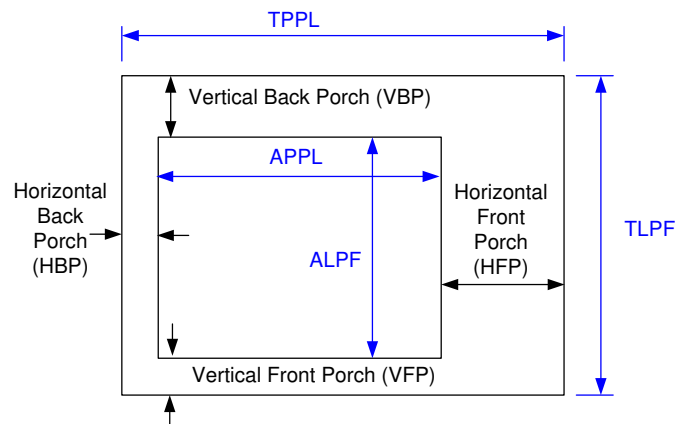 TPPL
Vertical Back Porch (VBP)
APPL
Horizontal
Back
Porch
(HBP)
Horizontal
Front
Porch
(HFP)
TLPF
ALPF
Vertical Front Porch (VFP)